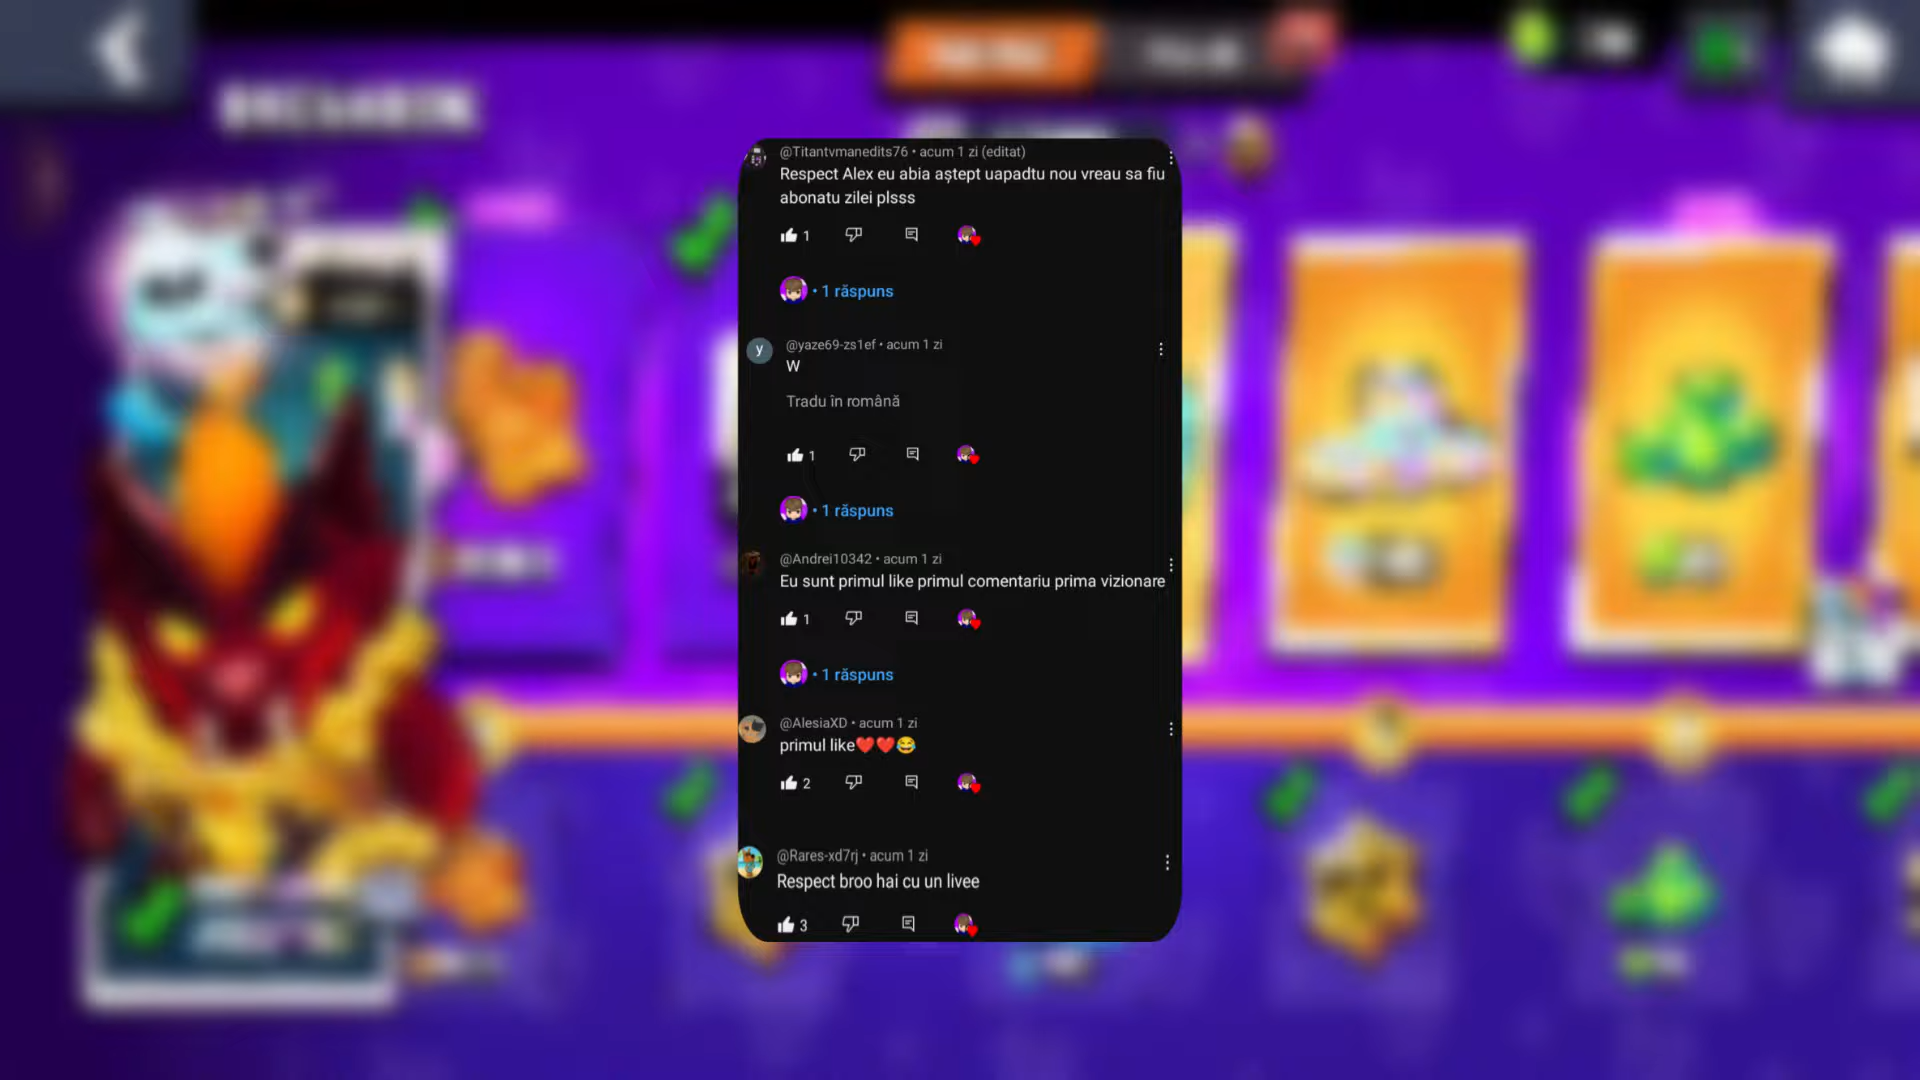 @Titantvmanedits76 • acum 1 zi (editat)
Respect Alex eu abia aștept uapadtu nou vreau sa fiu
abonatu zilei plsss
1
• 1 răspuns
y
@yaze69-zs1ef • acum 1 zi
W
Tradu în română
1
• 1 răspuns
@Andrei10342 • acum 1 zi
Eu sunt primul like primul comentariu prima vizionare
1
• 1 răspuns
@AlesiaXD • acum 1 zi
primul like❤️❤️😂
2
@Rares-xd7rj • acum 1 zi
Respect broo hai cu un livee
3